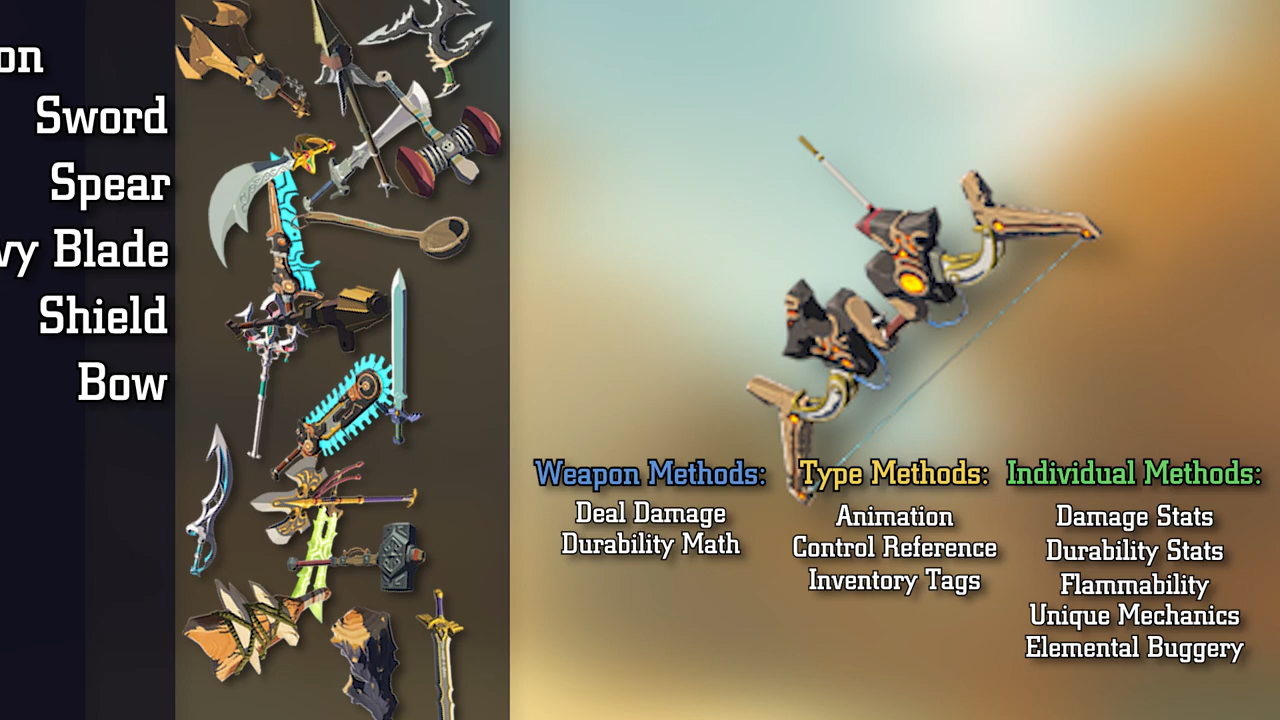 on
Sword
Spear
vy Blade
Shield
Bow
Weapon Methods:
Deal Damage
Durability Math
Type Methods:
Animation
Control Reference
Inventory Tags
Individual Methods:
Damage Stats
Durability Stats
Flammability
Unique Mechanics
Elemental Buggery